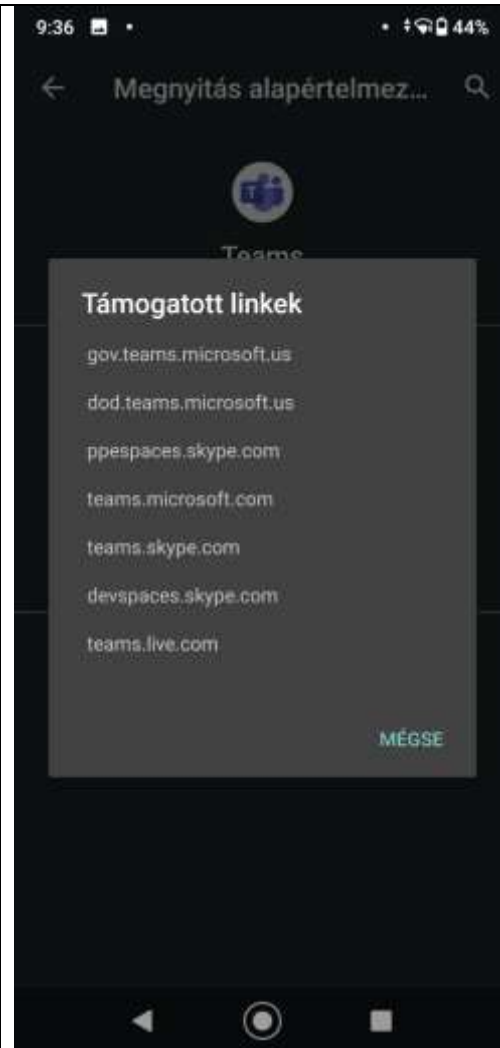 9:36
44%
Megnyitás alapértelmez...
Teams
Támogatott linkek
gov.teams.microsoft.us
dod.teams.microsoft.us
ppespaces.skype.com
teams.microsoft.com
teams.skype.com
devspaces.skype.com
teams.live.com
MÉGSE